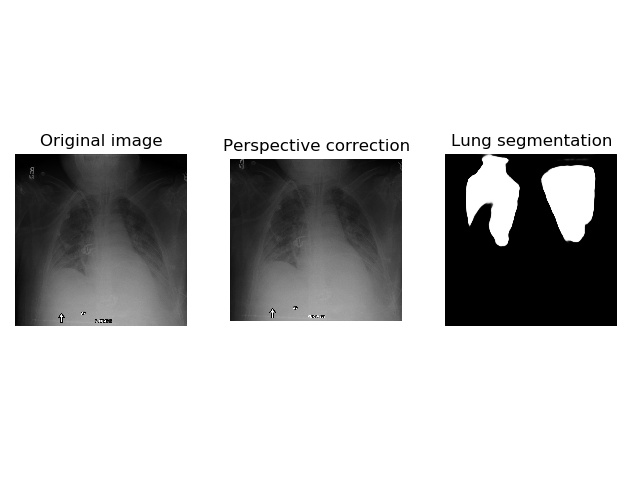 Original image
Perspective correction
Lung segmentation